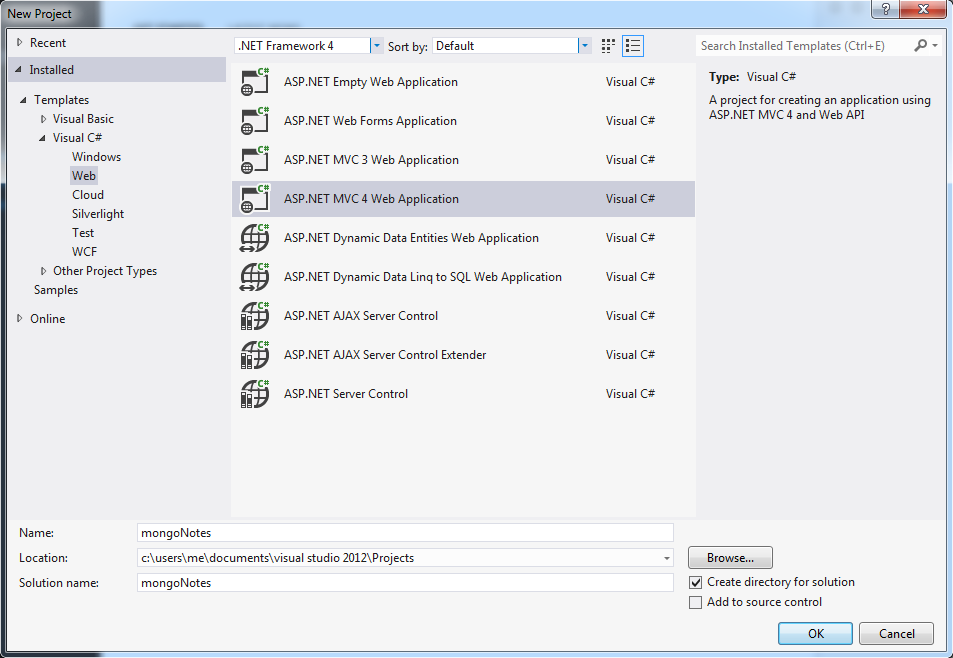 New Project
?
Recent
Installed
Templates
Visual Basic
Visual C#
Windows
Web
Cloud
Silverlight
Test
WCF
Other Project Types
Samples
Online
.NET Framework 4 Sort by: Default
C# ASP.NET Empty Web Application Visual C#
C# ASP.NET Web Forms Application Visual C#
C# ASP.NET MVC 3 Web Application Visual C#
C# ASP.NET MVC 4 Web Application Visual C#
C# ASP.NET Dynamic Data Entities Web Application Visual C#
C# ASP.NET Dynamic Data Linq to SQL Web Application Visual C#
C# ASP.NET AJAX Server Control Visual C#
C# ASP.NET AJAX Server Control Extender Visual C#
C# ASP.NET Server Control Visual C#
Search Installed Templates (Ctrl+E)
Type: Visual C#
A project for creating an application using
ASP.NET MVC 4 and Web API
Name: mongoNotes
Location: c:\users\me\documents\visual studio 2012\Projects
Browse...
Solution name: mongoNotes
Create directory for solution
Add to source control
OK
Cancel